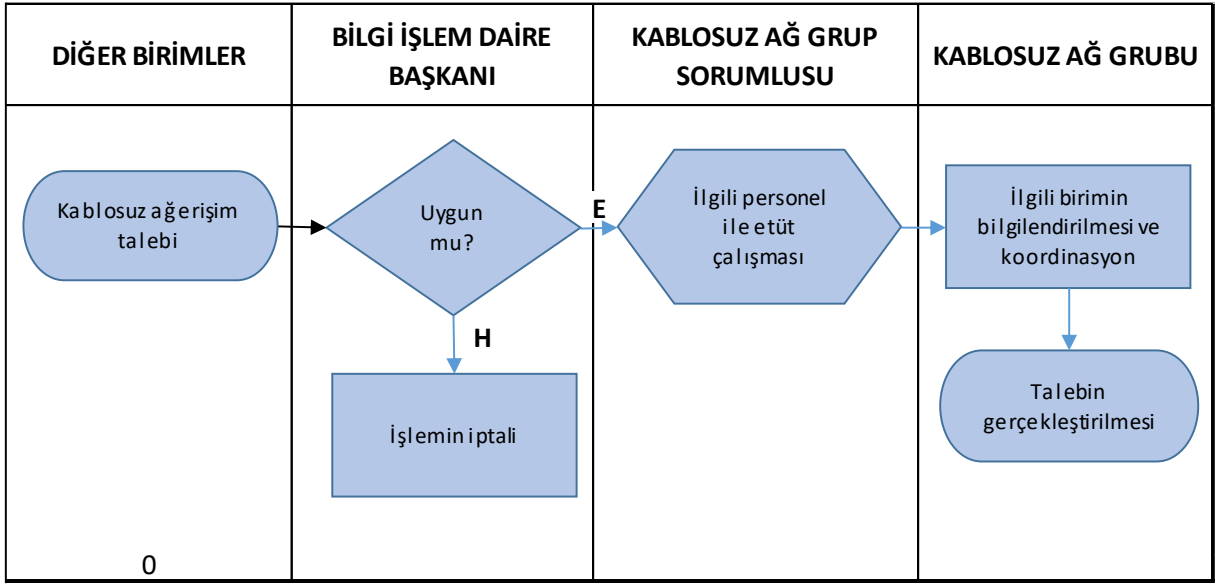 DİĞER BİRİMLER
BİLGİ İŞLEM DAİRE
BAŞKANI
KABLOSUZ AĞ GRUP
SORUMLUSU
KABLOSUZ AĞ GRUBU
Kablosuz ağ erişim
talebi
Uygun
mu?
E
İlgili personel
ile etüt
çalışması
İlgili birimin
bilgilendirilmesi ve
koordinasyon
H
İşlemin iptali
Talebin
gerçekleştirilmesi
0